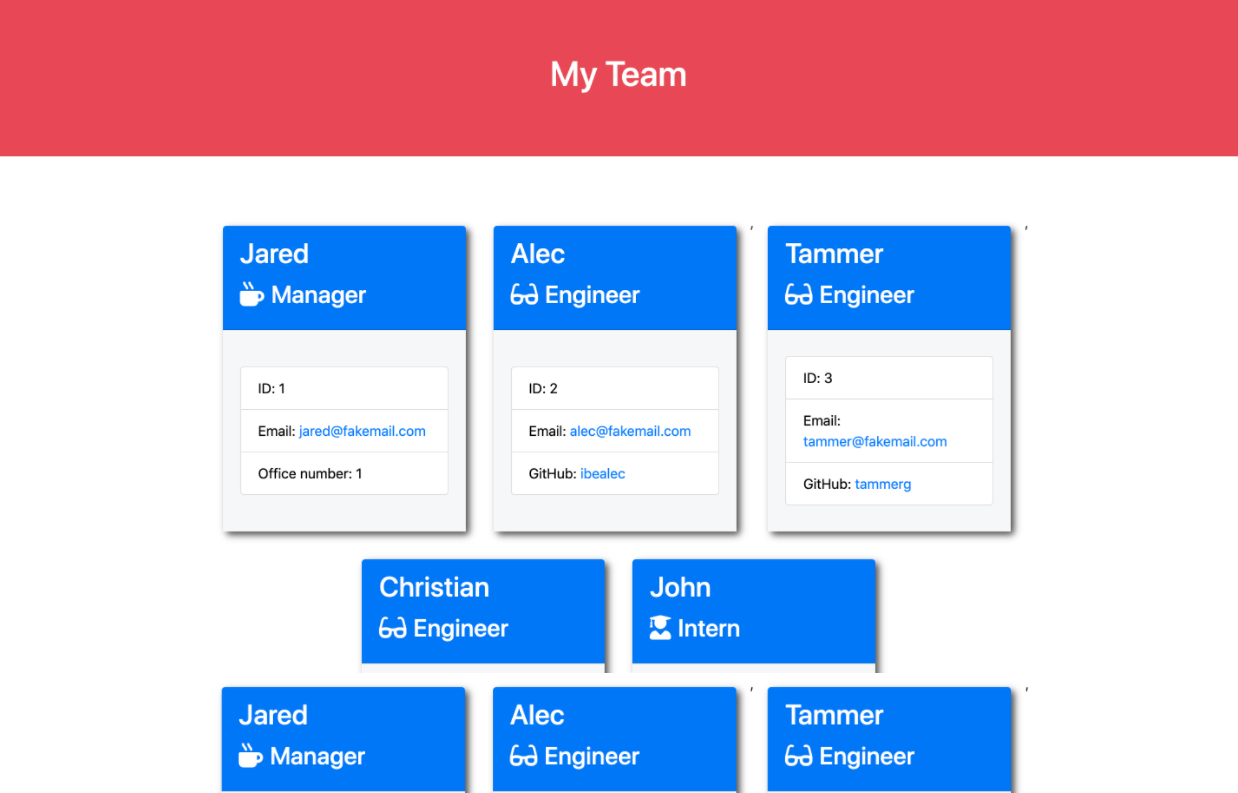 My Team
Jared
Manager
ID: 1
Email: jared@fakemail.com
Office number: 1
Alec
Engineer
ID: 2
Email: alec@fakemail.com
GitHub: ibealec
,
Tammer
Engineer
ID: 3
Email:
tammer@fakemail.com
GitHub: tammerg
,
Christian
Engineer
John
Intern
Jared
Manager
Alec
Engineer
,
Tammer
Engineer
,